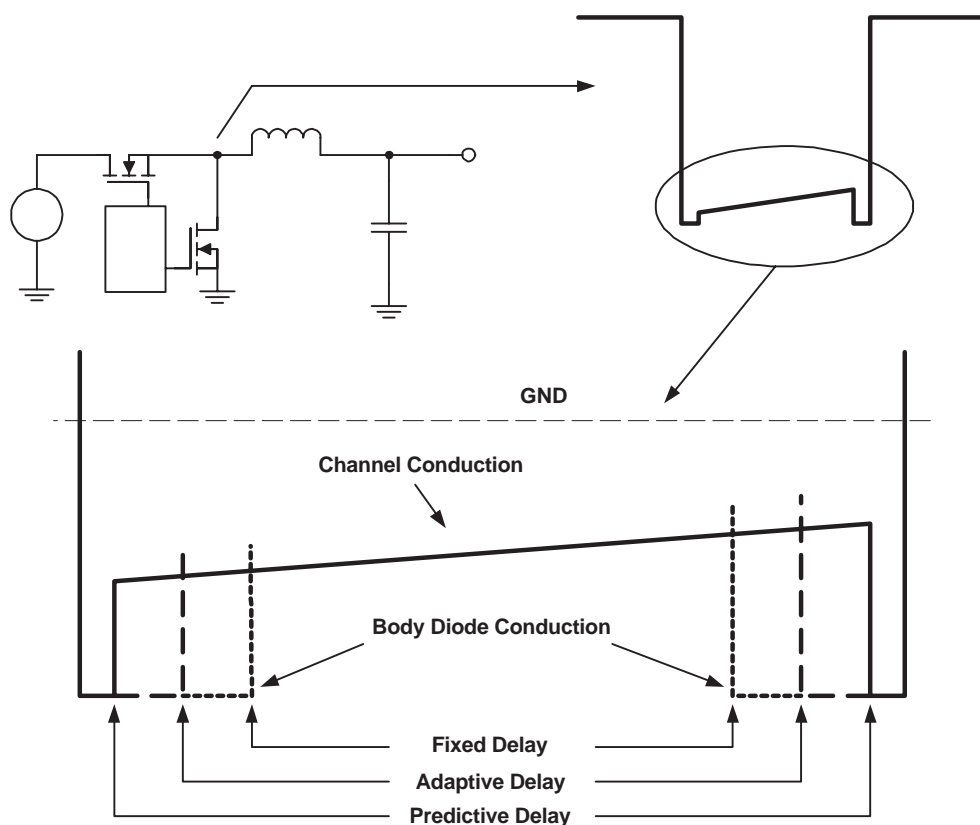 GND
Channel Conduction
Body Diode Conduction
Fixed Delay
Adaptive Delay
Predictive Delay